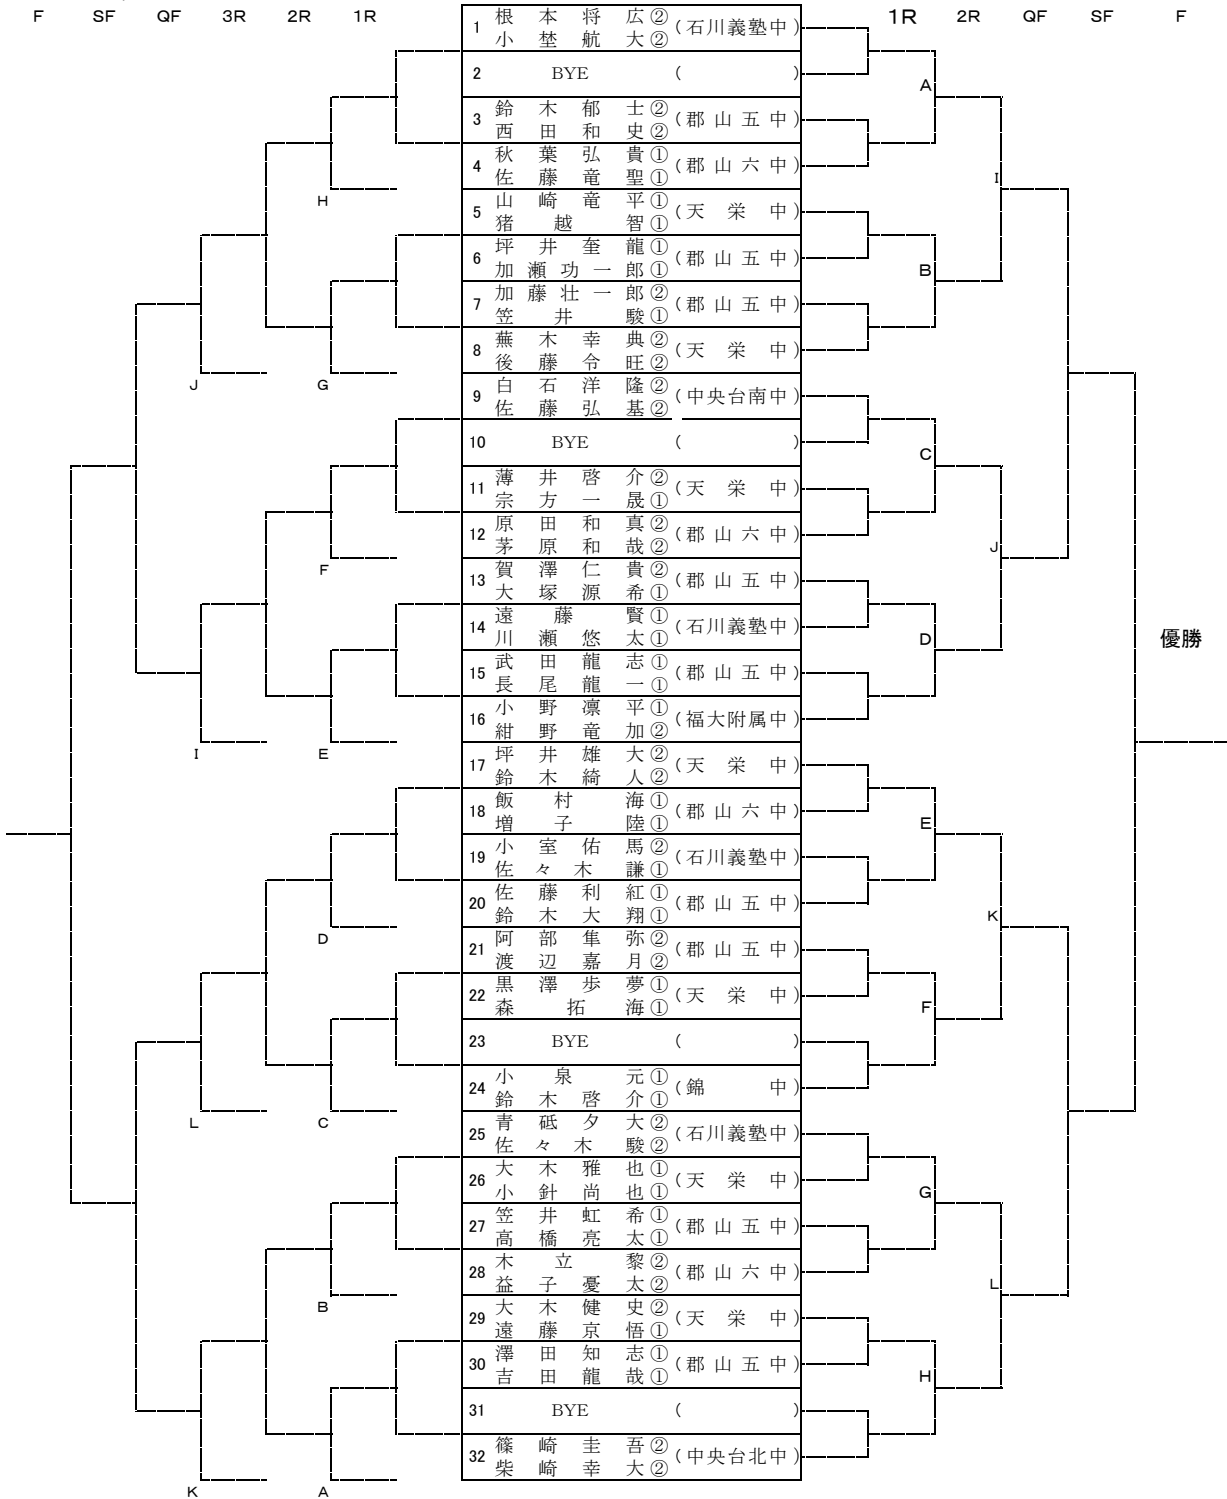 F SF QF 3R 2R 1R 1R 2R QF SF F
1 根本将広② (石川義塾中)
小埜航大②
2 BYE ( )
A
3 鈴木郁士② (郡山五中)
西田和史②
4 秋葉弘貴① (郡山六中)
佐藤竜聖①
I
H
5 山崎竜平① (天栄中)
猪越智①
6 坪井奎龍① (郡山五中)
加瀬功一郎①
B
7 加藤壮一郎② (郡山五中)
笠井駿①
8 蕪木幸典② (天栄中)
後藤令旺②
J G
9 白石洋隆② (中央台南中)
佐藤弘基②
10 BYE ( )
C
11 薄井啓介② (天栄中)
宗方一晟①
12 原田和真② (郡山六中)
茅原和哉②
J
F
13 賀澤仁貴② (郡山五中)
大塚源希①
14 遠藤賢① (石川義塾中)
川瀬悠太①
D
優勝
15 武田龍志① (郡山五中)
長尾龍一①
16 小野凛平① (福大附属中)
紺野竜加②
I E
17 坪井雄大② (天栄中)
鈴木綺人②
18 飯村海① (郡山六中)
増子陸①
E
19 小室佑馬② (石川義塾中)
佐々木謙①
20 佐藤利紅① (郡山五中)
鈴木大翔①
K
D
21 阿部隼弥② (郡山五中)
渡辺嘉月②
22 黒澤歩夢① (天栄中)
森拓海①
F
23 BYE ( )
24 小泉元① (錦中)
鈴木啓介①
L C
25 青砥夕大② (石川義塾中)
佐々木駿②
26 大木雅也① (天栄中)
小針尚也①
G
27 笠井虹希① (郡山五中)
高橋亮太①
28 木立黎② (郡山六中)
益子憂太②
L
B
29 大木健史② (天栄中)
遠藤京悟①
30 澤田知志① (郡山五中)
吉田龍哉①
H
31 BYE ( )
32 篠崎圭吾② (中央台北中)
柴崎幸大②
K A